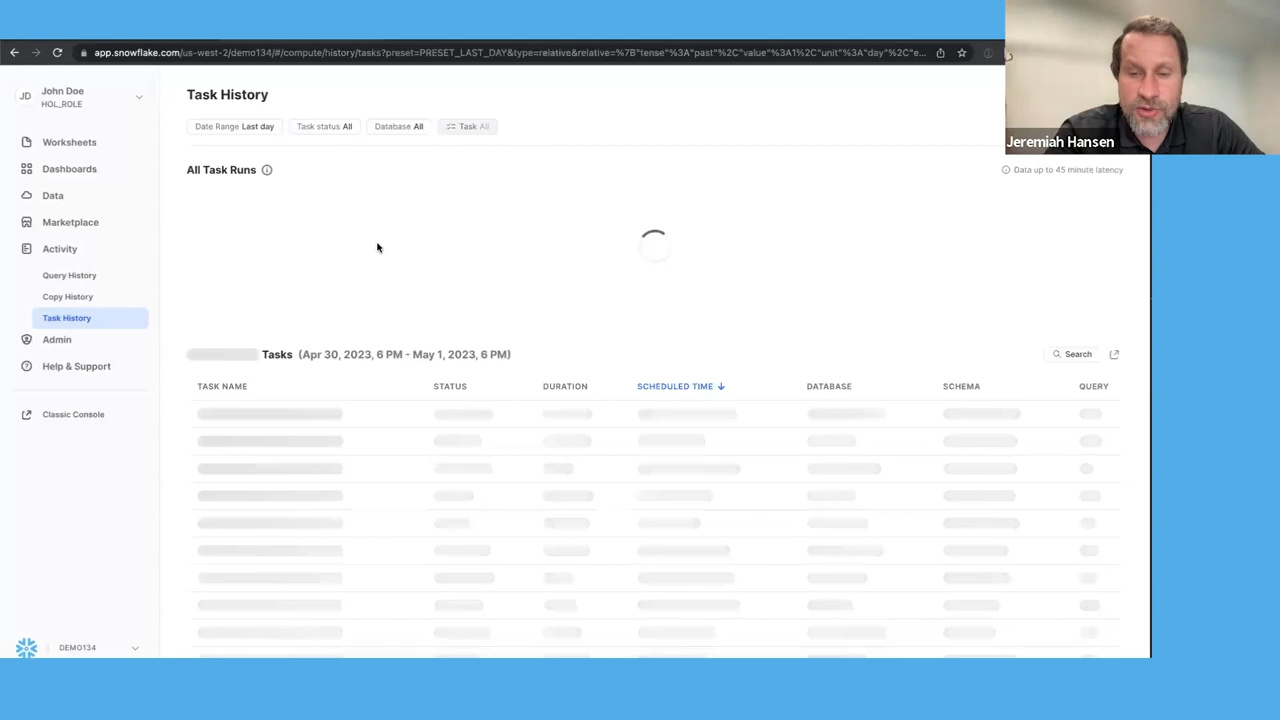 app.snowflake.com/us-west-2/demo134/#/compute/history/tasks?preset=PRESET_LAST_DAY&type=relative&relative=%7B"tense"%3A"past"%2C"value"%3A1%2C"unit"%3A"day"%2C"e...
Jeremiah Hansen
JD
John Doe
HOL_ROLE
Worksheets
Dashboards
Data
Marketplace
Activity
Query History
Copy History
Task History
Admin
Help & Support
Classic Console
DEMO134
Task History
Date Range Last day
Task status All
Database All
Task All
All Task Runs
Data up to 45 minute latency
Tasks (Apr 30, 2023, 6 PM - May 1, 2023, 6 PM)
Search
TASK NAME STATUS DURATION SCHEDULED TIME DATABASE SCHEMA QUERY